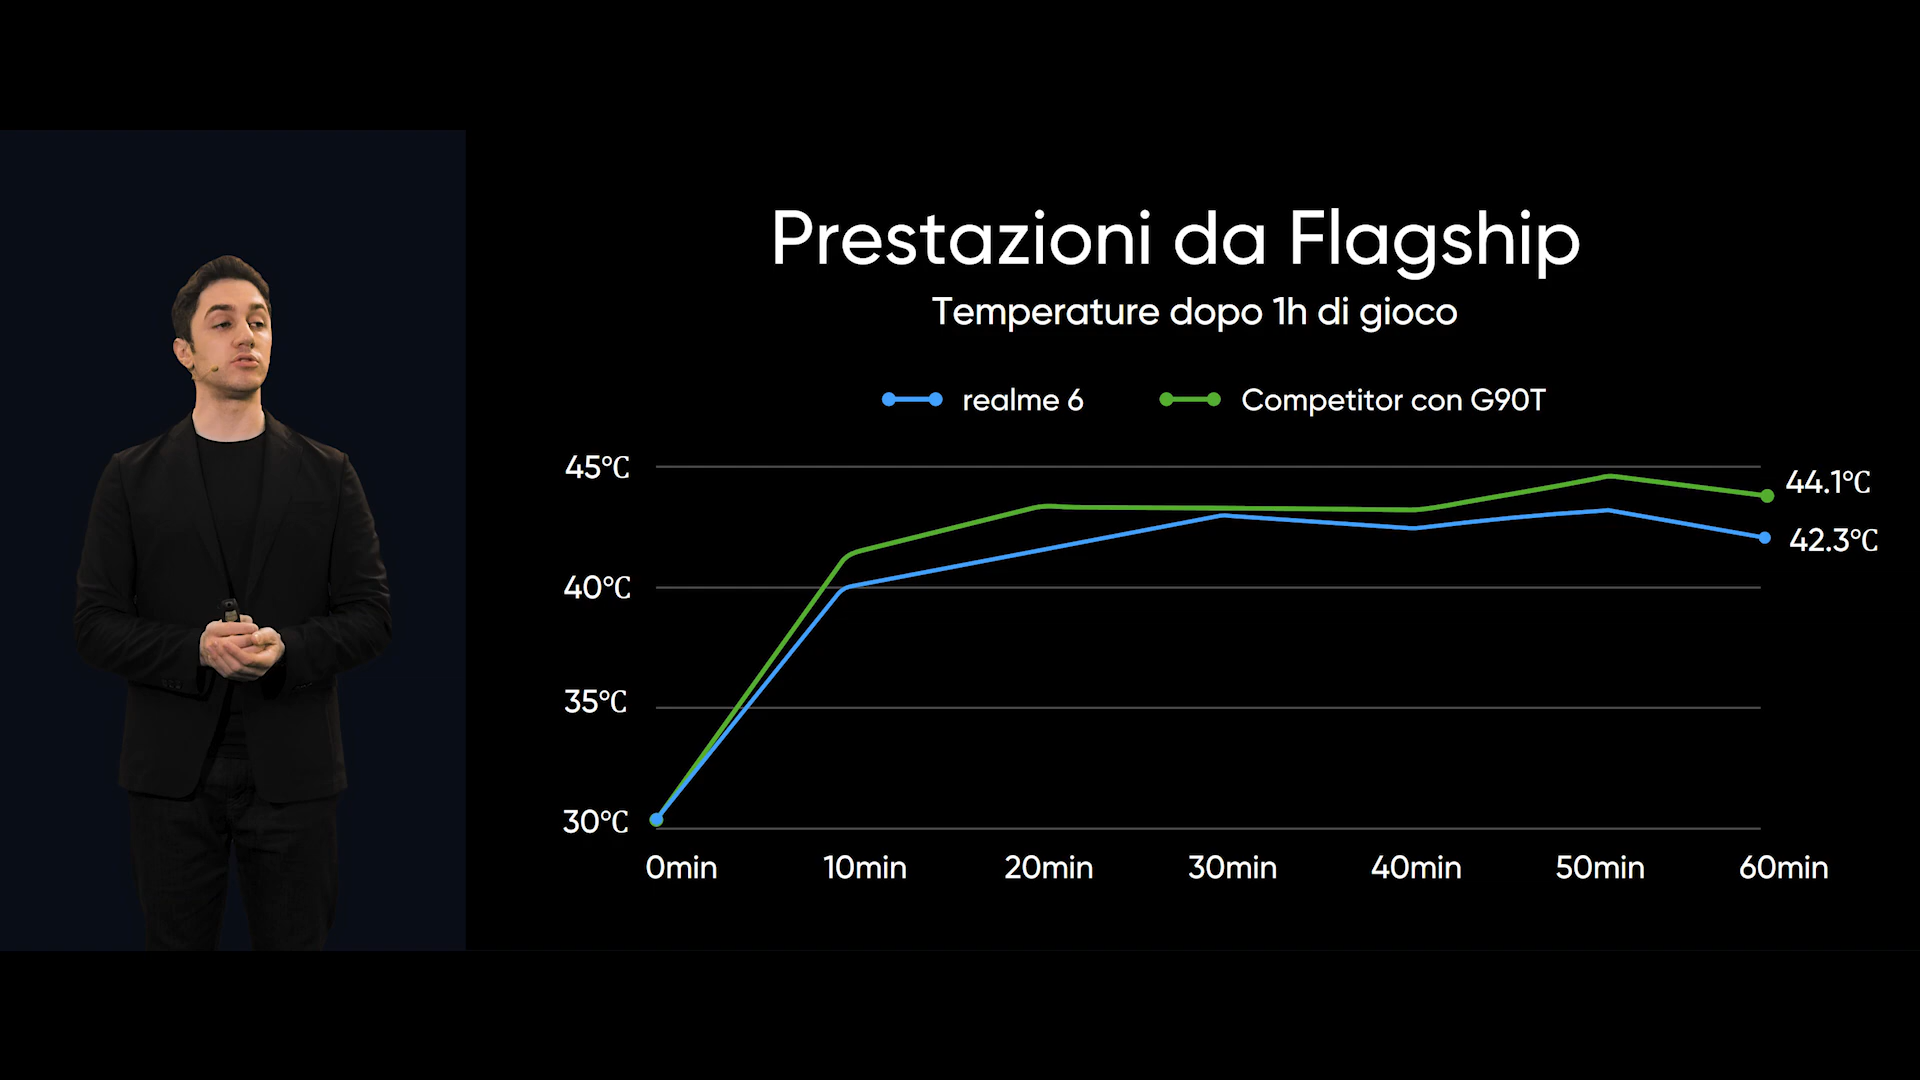 Prestazioni da Flagship
Temperature dopo 1h di gioco
realme 6 Competitor con G90T
45°C
44.1°C
42.3°C
40°C
35°C
30°C
0min 10min 20min 30min 40min 50min 60min